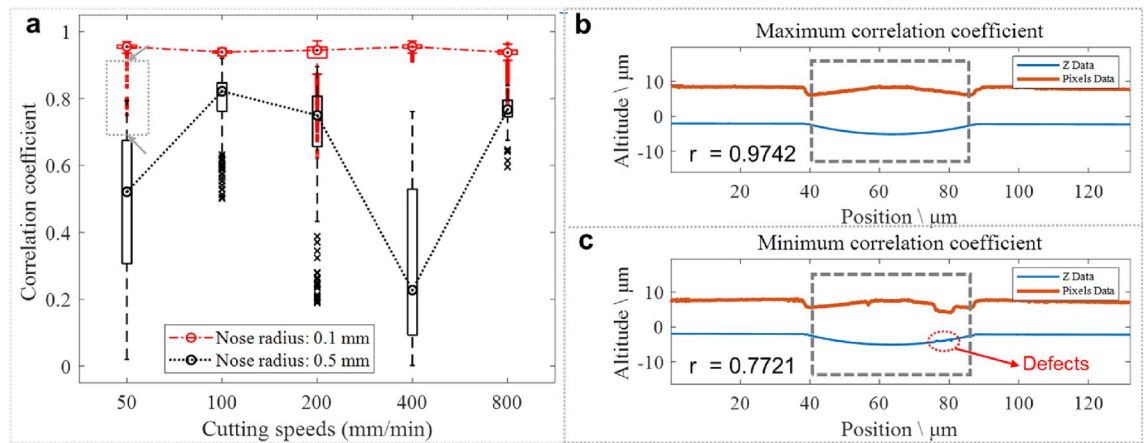 a
Correlation coefficient
1
0.8
0.6
0.4
0.2
0
Nose radius: 0.1 mm
Nose radius: 0.5 mm
50 100 200 400 800
Cutting speeds (mm/min)
b
Maximum correlation coefficient
Z Data
Pixels Data
Altitude \ μm
10
0
-10
r = 0.9742
20 40 60 80 100 120
Position \ μm
c
Minimum correlation coefficient
Z Data
Pixels Data
Altitude \ μm
10
0
-10
r = 0.7721
Defects
20 40 60 80 100 120
Position \ μm